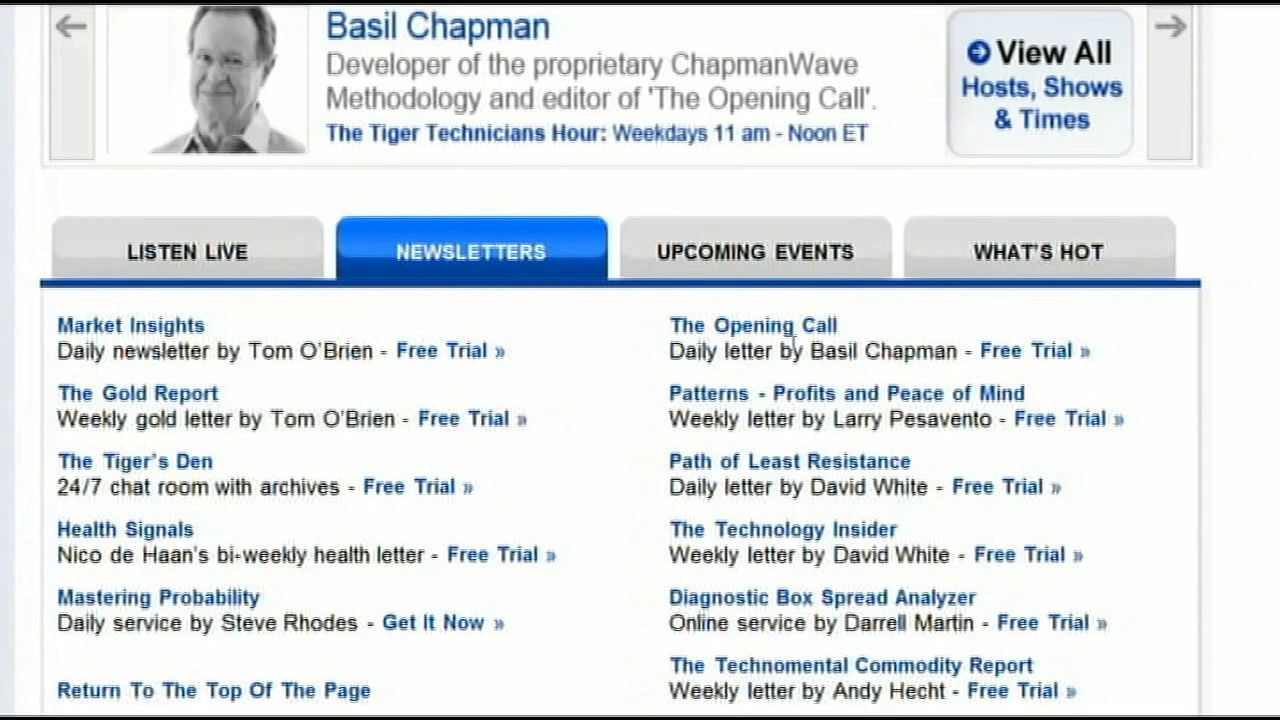 Basil Chapman
Developer of the proprietary ChapmanWave
Methodology and editor of 'The Opening Call'.
The Tiger Technicians Hour: Weekdays 11 am - Noon ET
View All
Hosts, Shows
& Times
LISTEN LIVE
NEWSLETTERS
UPCOMING EVENTS
WHAT'S HOT
Market Insights
Daily newsletter by Tom O'Brien - Free Trial »
The Gold Report
Weekly gold letter by Tom O'Brien - Free Trial »
The Tiger's Den
24/7 chat room with archives - Free Trial »
Health Signals
Nico de Haan's bi-weekly health letter - Free Trial »
Mastering Probability
Daily service by Steve Rhodes - Get It Now »
Return To The Top Of The Page
The Opening Call
Daily letter by Basil Chapman - Free Trial »
Patterns - Profits and Peace of Mind
Weekly letter by Larry Pesavento - Free Trial »
Path of Least Resistance
Daily letter by David White - Free Trial »
The Technology Insider
Weekly letter by David White - Free Trial »
Diagnostic Box Spread Analyzer
Online service by Darrell Martin - Free Trial »
The Technomental Commodity Report
Weekly letter by Andy Hecht - Free Trial »